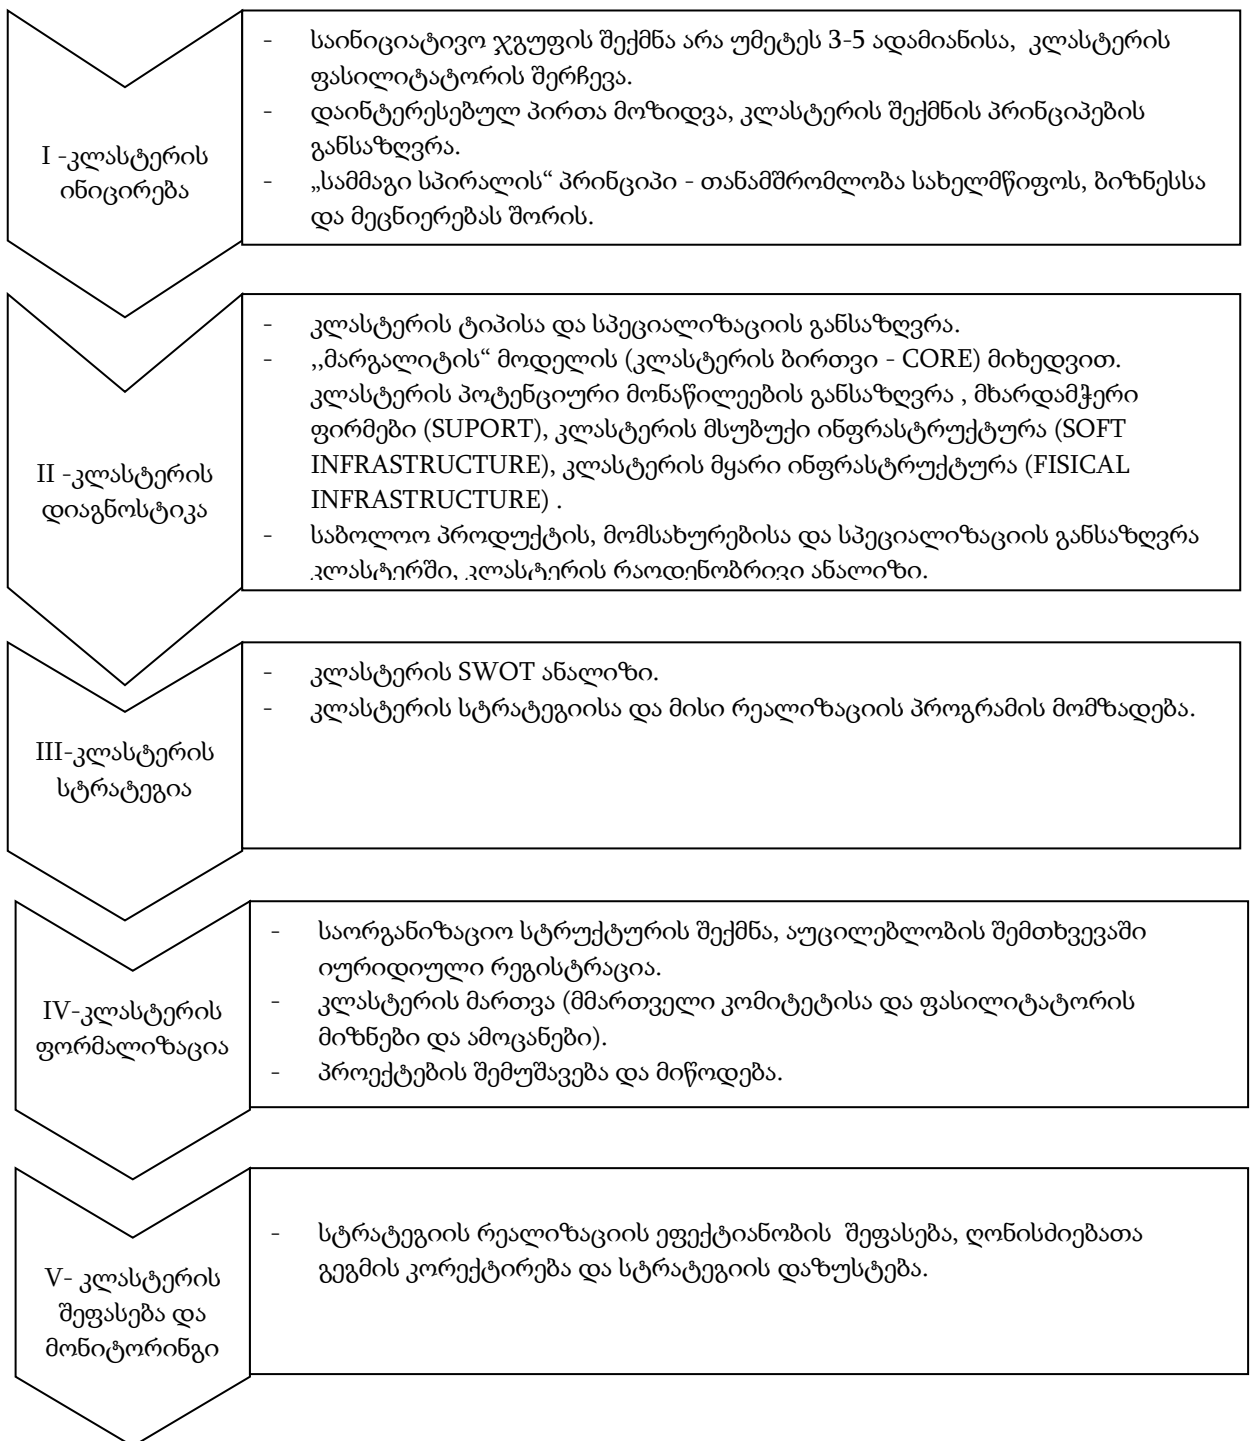 I -კლასტერის
ინიცირება
- საინიციატივო ჯგუფის შექმნა არა უმეტეს 3-5 ადამიანისა, კლასტერის
ფასილიტატორის შერჩევა.
- დაინტერესებულ პირთა მოზიდვა, კლასტერის შექმნის პრინციპების
განსაზღვრა.
- „სამმაგი სპირალის“ პრინციპი - თანამშრომლობა სახელმწიფოს, ბიზნესსა
და მეცნიერებას შორის.
II -კლასტერის
დიაგნოსტიკა
- კლასტერის ტიპისა და სპეციალიზაციის განსაზღვრა.
- ,,მარგალიტის“ მოდელის (კლასტერის ბირთვი - CORE) მიხედვით.
კლასტერის პოტენციური მონაწილეების განსაზღვრა , მხარდამჭერი
ფირმები (SUPORT), კლასტერის მსუბუქი ინფრასტრუქტურა (SOFT
INFRASTRUCTURE), კლასტერის მყარი ინფრასტრუქტურა (FISICAL
INFRASTRUCTURE) .
- საბოლოო პროდუქტის, მომსახურებისა და სპეციალიზაციის განსაზღვრა
კლასტერში, კლასტერის რაოდენობრივი ანალიზი.
III-კლასტერის
სტრატეგია
- კლასტერის SWOT ანალიზი.
- კლასტერის სტრატეგიისა და მისი რეალიზაციის პროგრამის მომზადება.
IV-კლასტერის
ფორმალიზაცია
- საორგანიზაციო სტრუქტურის შექმნა, აუცილებლობის შემთხვევაში
იურიდიული რეგისტრაცია.
- კლასტერის მართვა (მმართველი კომიტეტისა და ფასილიტატორის
მიზნები და ამოცანები).
- პროექტების შემუშავება და მიწოდება.
V- კლასტერის
შეფასება და
მონიტორინგი
- სტრატეგიის რეალიზაციის ეფექტიანობის შეფასება, ღონისძიებათა
გეგმის კორექტირება და სტრატეგიის დაზუსტება.